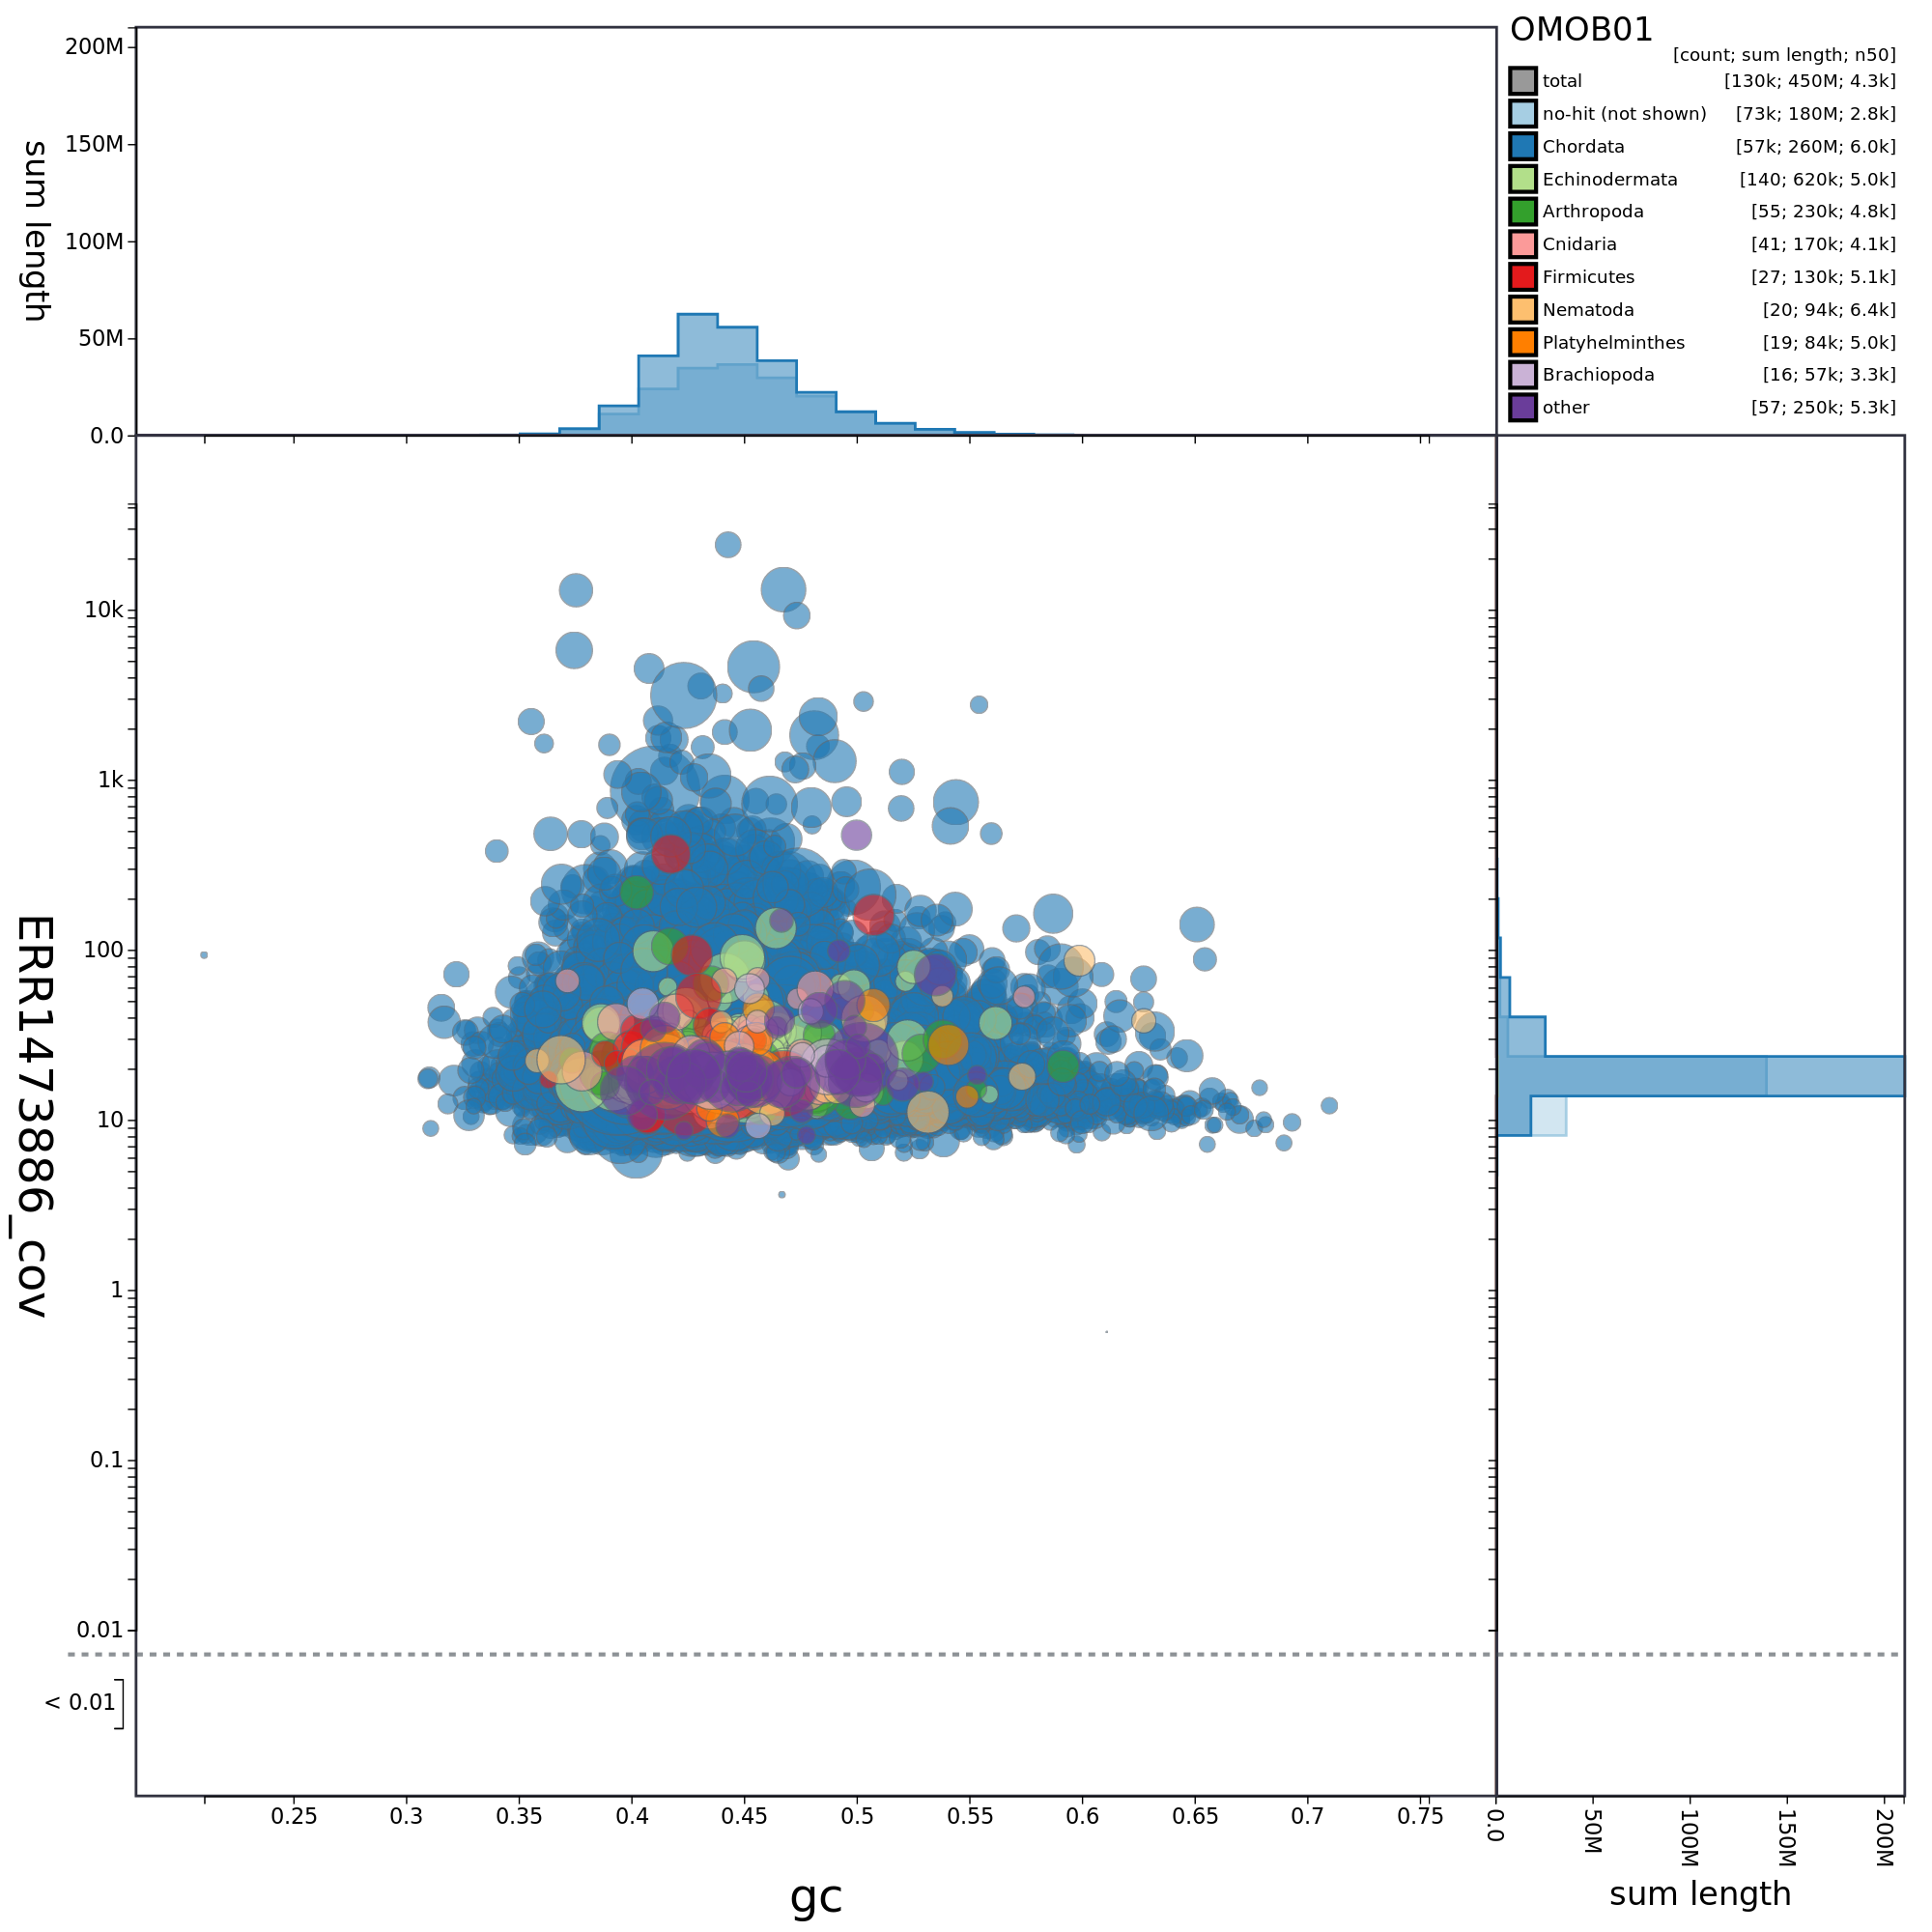 OMOB01
[count; sum length; n50]
total [130k; 450M; 4.3k]
no-hit (not shown) [73k; 180M; 2.8k]
Chordata [57k; 260M; 6.0k]
Echinodermata [140; 620k; 5.0k]
Arthropoda [55; 230k; 4.8k]
Cnidaria [41; 170k; 4.1k]
Firmicutes [27; 130k; 5.1k]
Nematoda [20; 94k; 6.4k]
Platyhelminthes [19; 84k; 5.0k]
Brachiopoda [16; 57k; 3.3k]
other [57; 250k; 5.3k]
sum length
200M
150M
100M
50M
0.0
ERR1473886_cov
10k
1k
100
10
1
0.1
0.01
< 0.01
0.25 0.3 0.35 0.4 0.45 0.5 0.55 0.6 0.65 0.7 0.75
gc
0.0 50M 100M 150M 200M
sum length